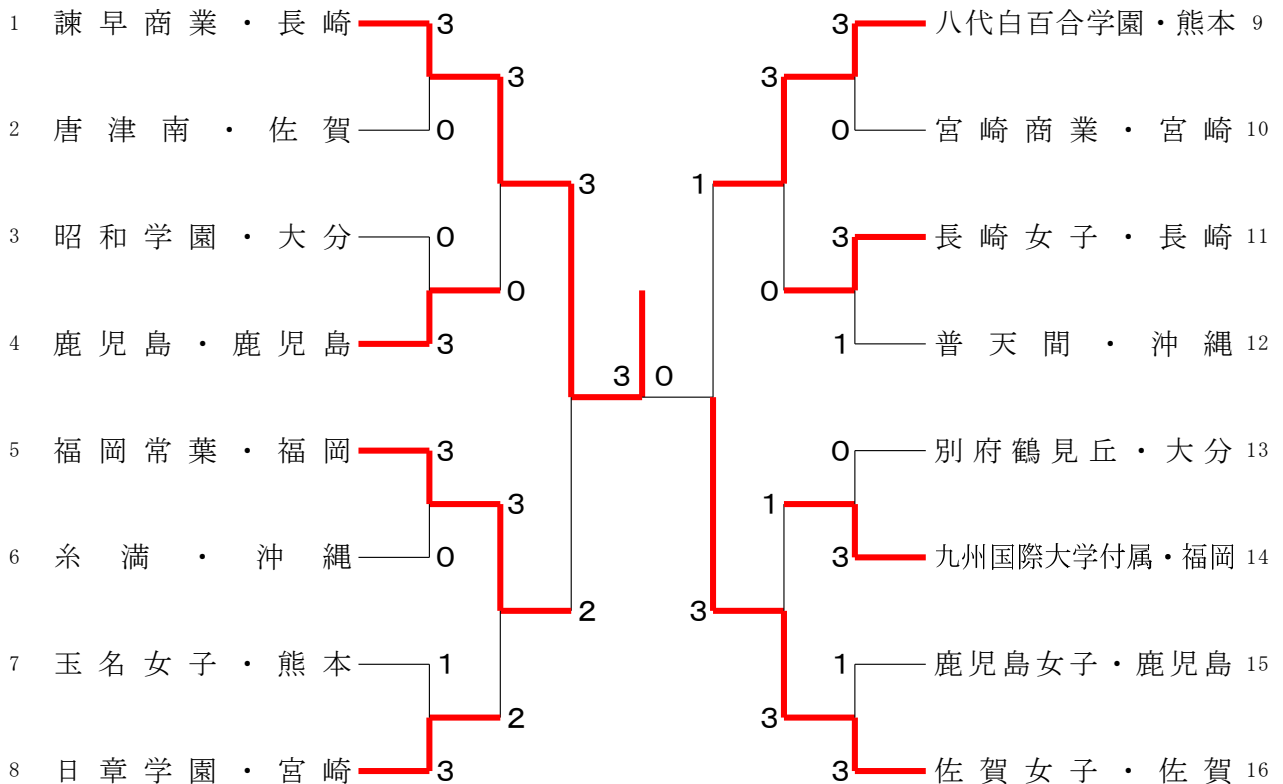 1 諫早商業・長崎 3 3 八代白百合学園・熊本 9
3 3
2 唐津南・佐賀 0 0 宮崎商業・宮崎 10
3 1
3 昭和学園・大分 0 3 長崎女子・長崎 11
0 0
4 鹿児島・鹿児島 3 1 普天間・沖縄 12
3 0
5 福岡常葉・福岡 3 0 別府鶴見丘・大分 13
3 1
6 糸満・沖縄 0 3 九州国際大学付属・福岡 14
2 3
7 玉名女子・熊本 1 1 鹿児島女子・鹿児島 15
2 3
8 日章学園・宮崎 3 3 佐賀女子・佐賀 16